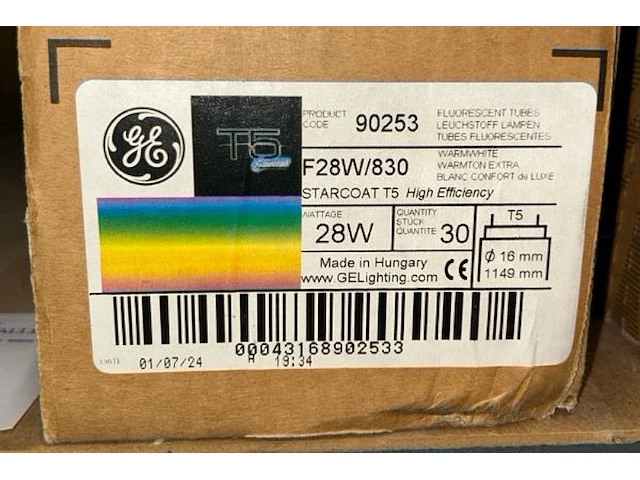 GE
T5
PRODUCT CODE 90253
FLUORESCENT TUBES
LEUCHSTOFF LAMPEN
TUBES FLUORESCENTES
F28W/830
WARMWHITE
WARMTON EXTRA
BLANC CONFORT de LUXE
STARCOAT T5 High Efficiency
WATTAGE
28W
QUANTITY
STÜCK
QUANTITE 30
T5
Ø 16 mm
1149 mm
Made in Hungary
www.GELighting.com CE
00043168902533
01/07/24 A 19:34